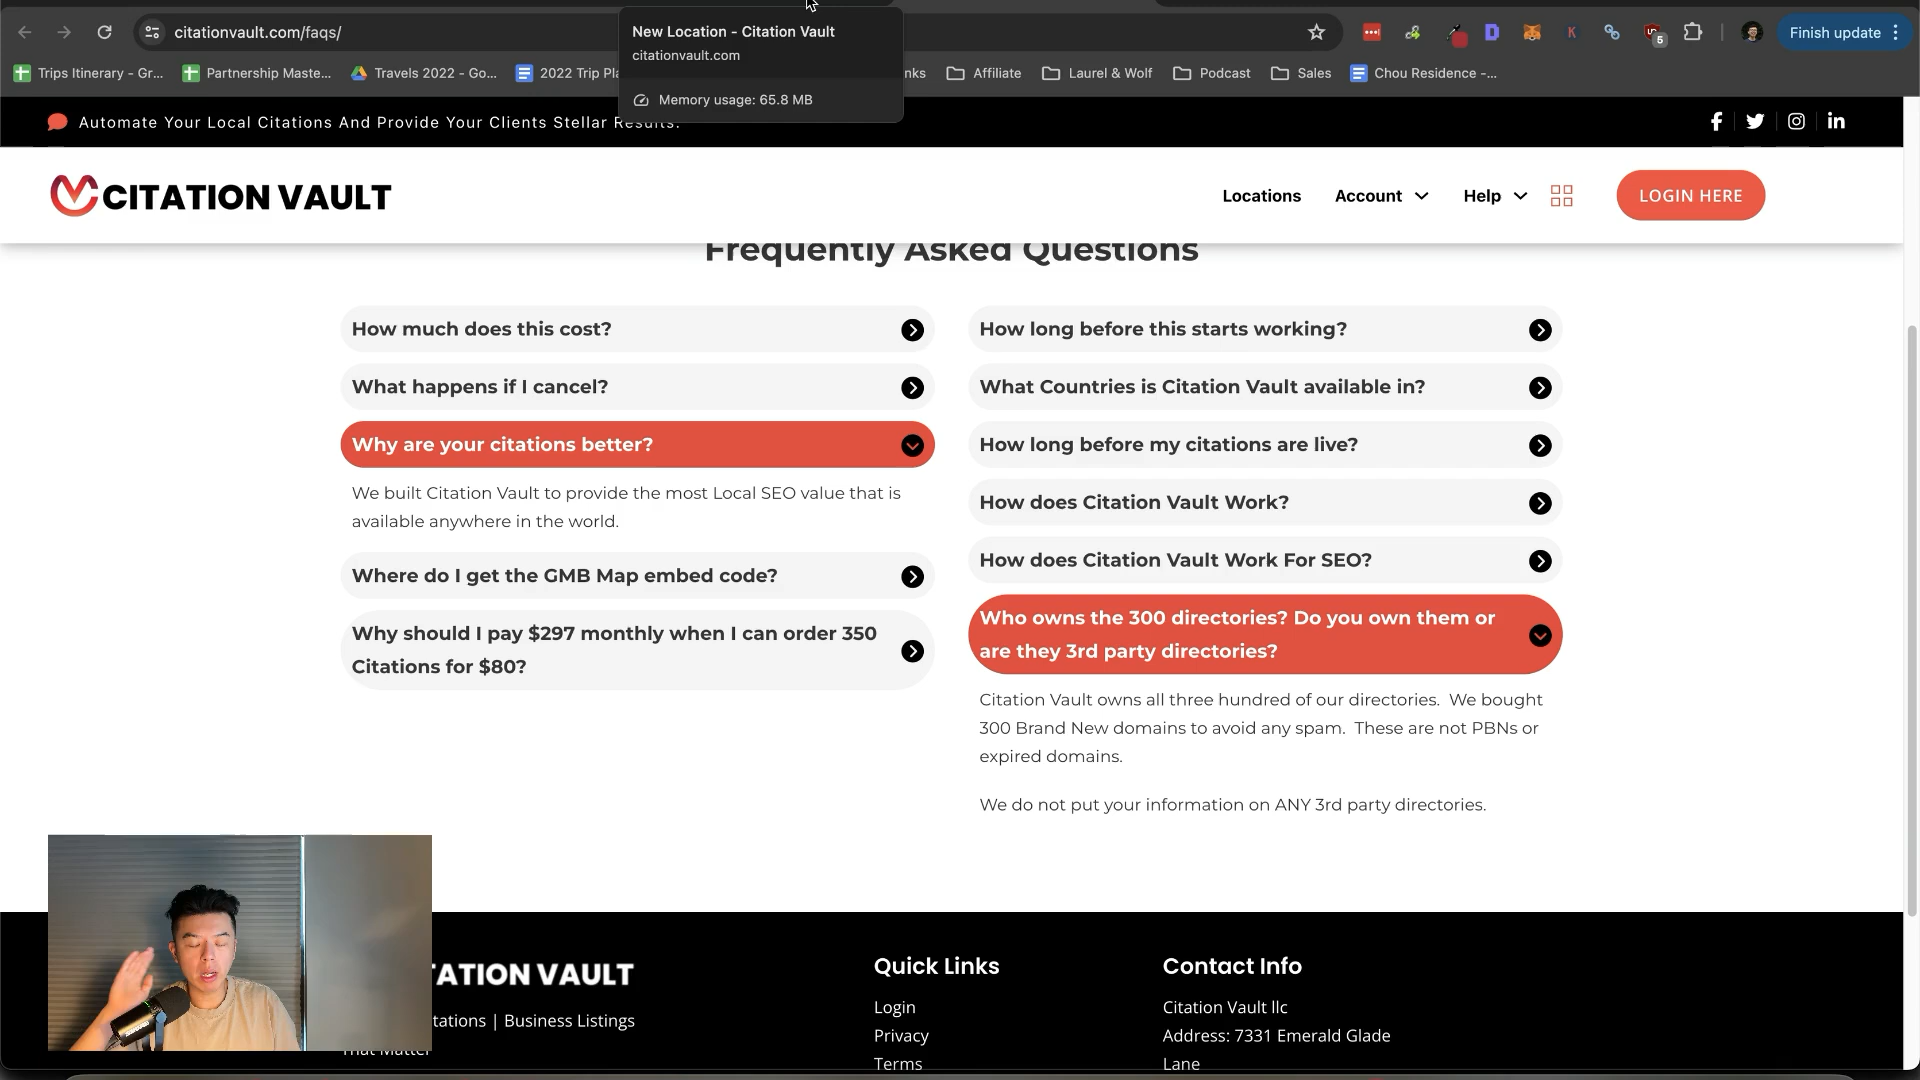 citationvault.com/faqs/
New Location - Citation Vault
citationvault.com
Memory usage: 65.8 MB
5
Finish update
Trips Itinerary - Gr...
Partnership Maste...
Travels 2022 - Go...
2022 Trip Pla
nks
Affiliate
Laurel & Wolf
Podcast
Sales
Chou Residence -...
Automate Your Local Citations And Provide Your Clients Stellar Results.
CITATION VAULT
Locations
Account
Help
LOGIN HERE
Frequently Asked Questions
How much does this cost?
What happens if I cancel?
Why are your citations better?
We built Citation Vault to provide the most Local SEO value that is
available anywhere in the world.
Where do I get the GMB Map embed code?
Why should I pay $297 monthly when I can order 350
Citations for $80?
How long before this starts working?
What Countries is Citation Vault available in?
How long before my citations are live?
How does Citation Vault Work?
How does Citation Vault Work For SEO?
Who owns the 300 directories? Do you own them or
are they 3rd party directories?
Citation Vault owns all three hundred of our directories. We bought
300 Brand New domains to avoid any spam. These are not PBNs or
expired domains.
We do not put your information on ANY 3rd party directories.
TATION VAULT
tations | Business Listings
That Matter
Quick Links
Login
Privacy
Terms
Contact Info
Citation Vault llc
Address: 7331 Emerald Glade
Lane